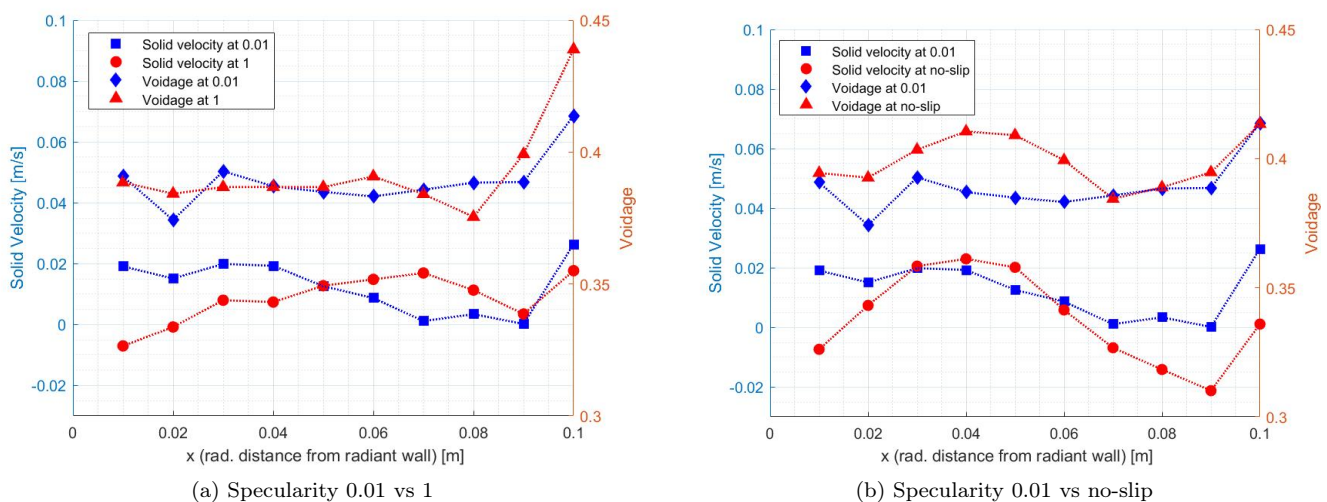 0.1
0.08
0.06
0.04
0.02
0
-0.02
Solid Velocity [m/s]
Solid velocity at 0.01
Solid velocity at 1
Voidage at 0.01
Voidage at 1
0.45
0.4
0.35
0.3
Voidage
0 0.02 0.04 0.06 0.08 0.1
x (rad. distance from radiant wall) [m]
(a) Specularity 0.01 vs 1
0.1
0.08
0.06
0.04
0.02
0
-0.02
Solid Velocity [m/s]
Solid velocity at 0.01
Solid velocity at no-slip
Voidage at 0.01
Voidage at no-slip
0.45
0.4
0.35
0.3
Voidage
0 0.02 0.04 0.06 0.08 0.1
x (rad. distance from radiant wall) [m]
(b) Specularity 0.01 vs no-slip